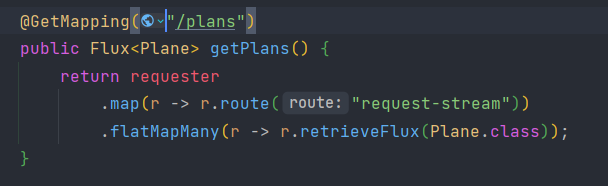 @GetMapping("/plans")
public Flux<Plane> getPlans() {
return requester
.map(r -> r.route( route: "request-stream"))
.flatMapMany(r -> r.retrieveFlux(Plane.class));
}